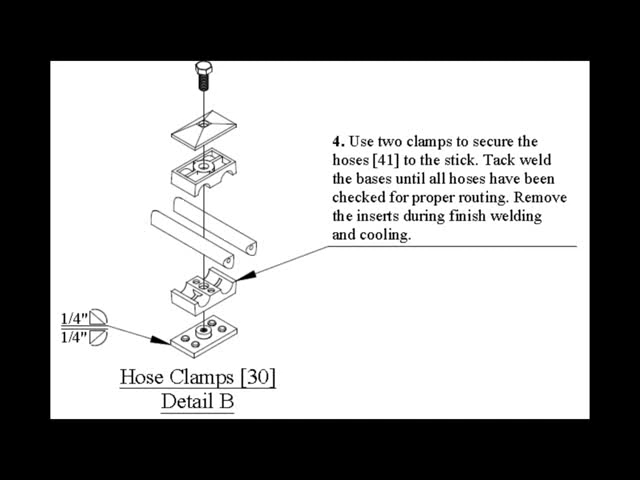 4. Use two clamps to secure the
hoses [41] to the stick. Tack weld
the bases until all hoses have been
checked for proper routing. Remove
the inserts during finish welding
and cooling.
1/4"
1/4"
Hose Clamps [30]
Detail B